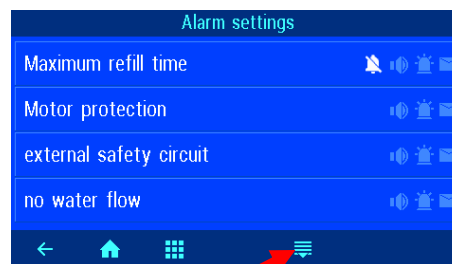 Alarm settings
Maximum refill time
Motor protection
external safety circuit
no water flow